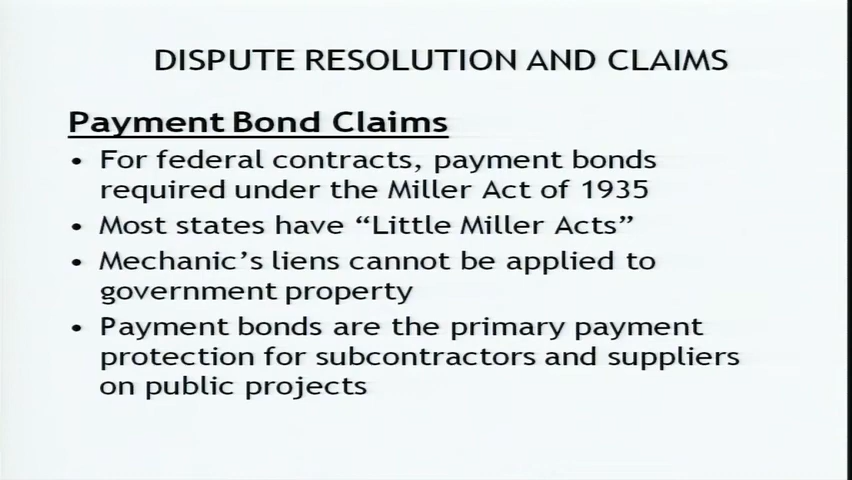 DISPUTE RESOLUTION AND CLAIMS
Payment Bond Claims
• For federal contracts, payment bonds
required under the Miller Act of 1935
• Most states have “Little Miller Acts”
• Mechanic’s liens cannot be applied to
government property
• Payment bonds are the primary payment
protection for subcontractors and suppliers
on public projects